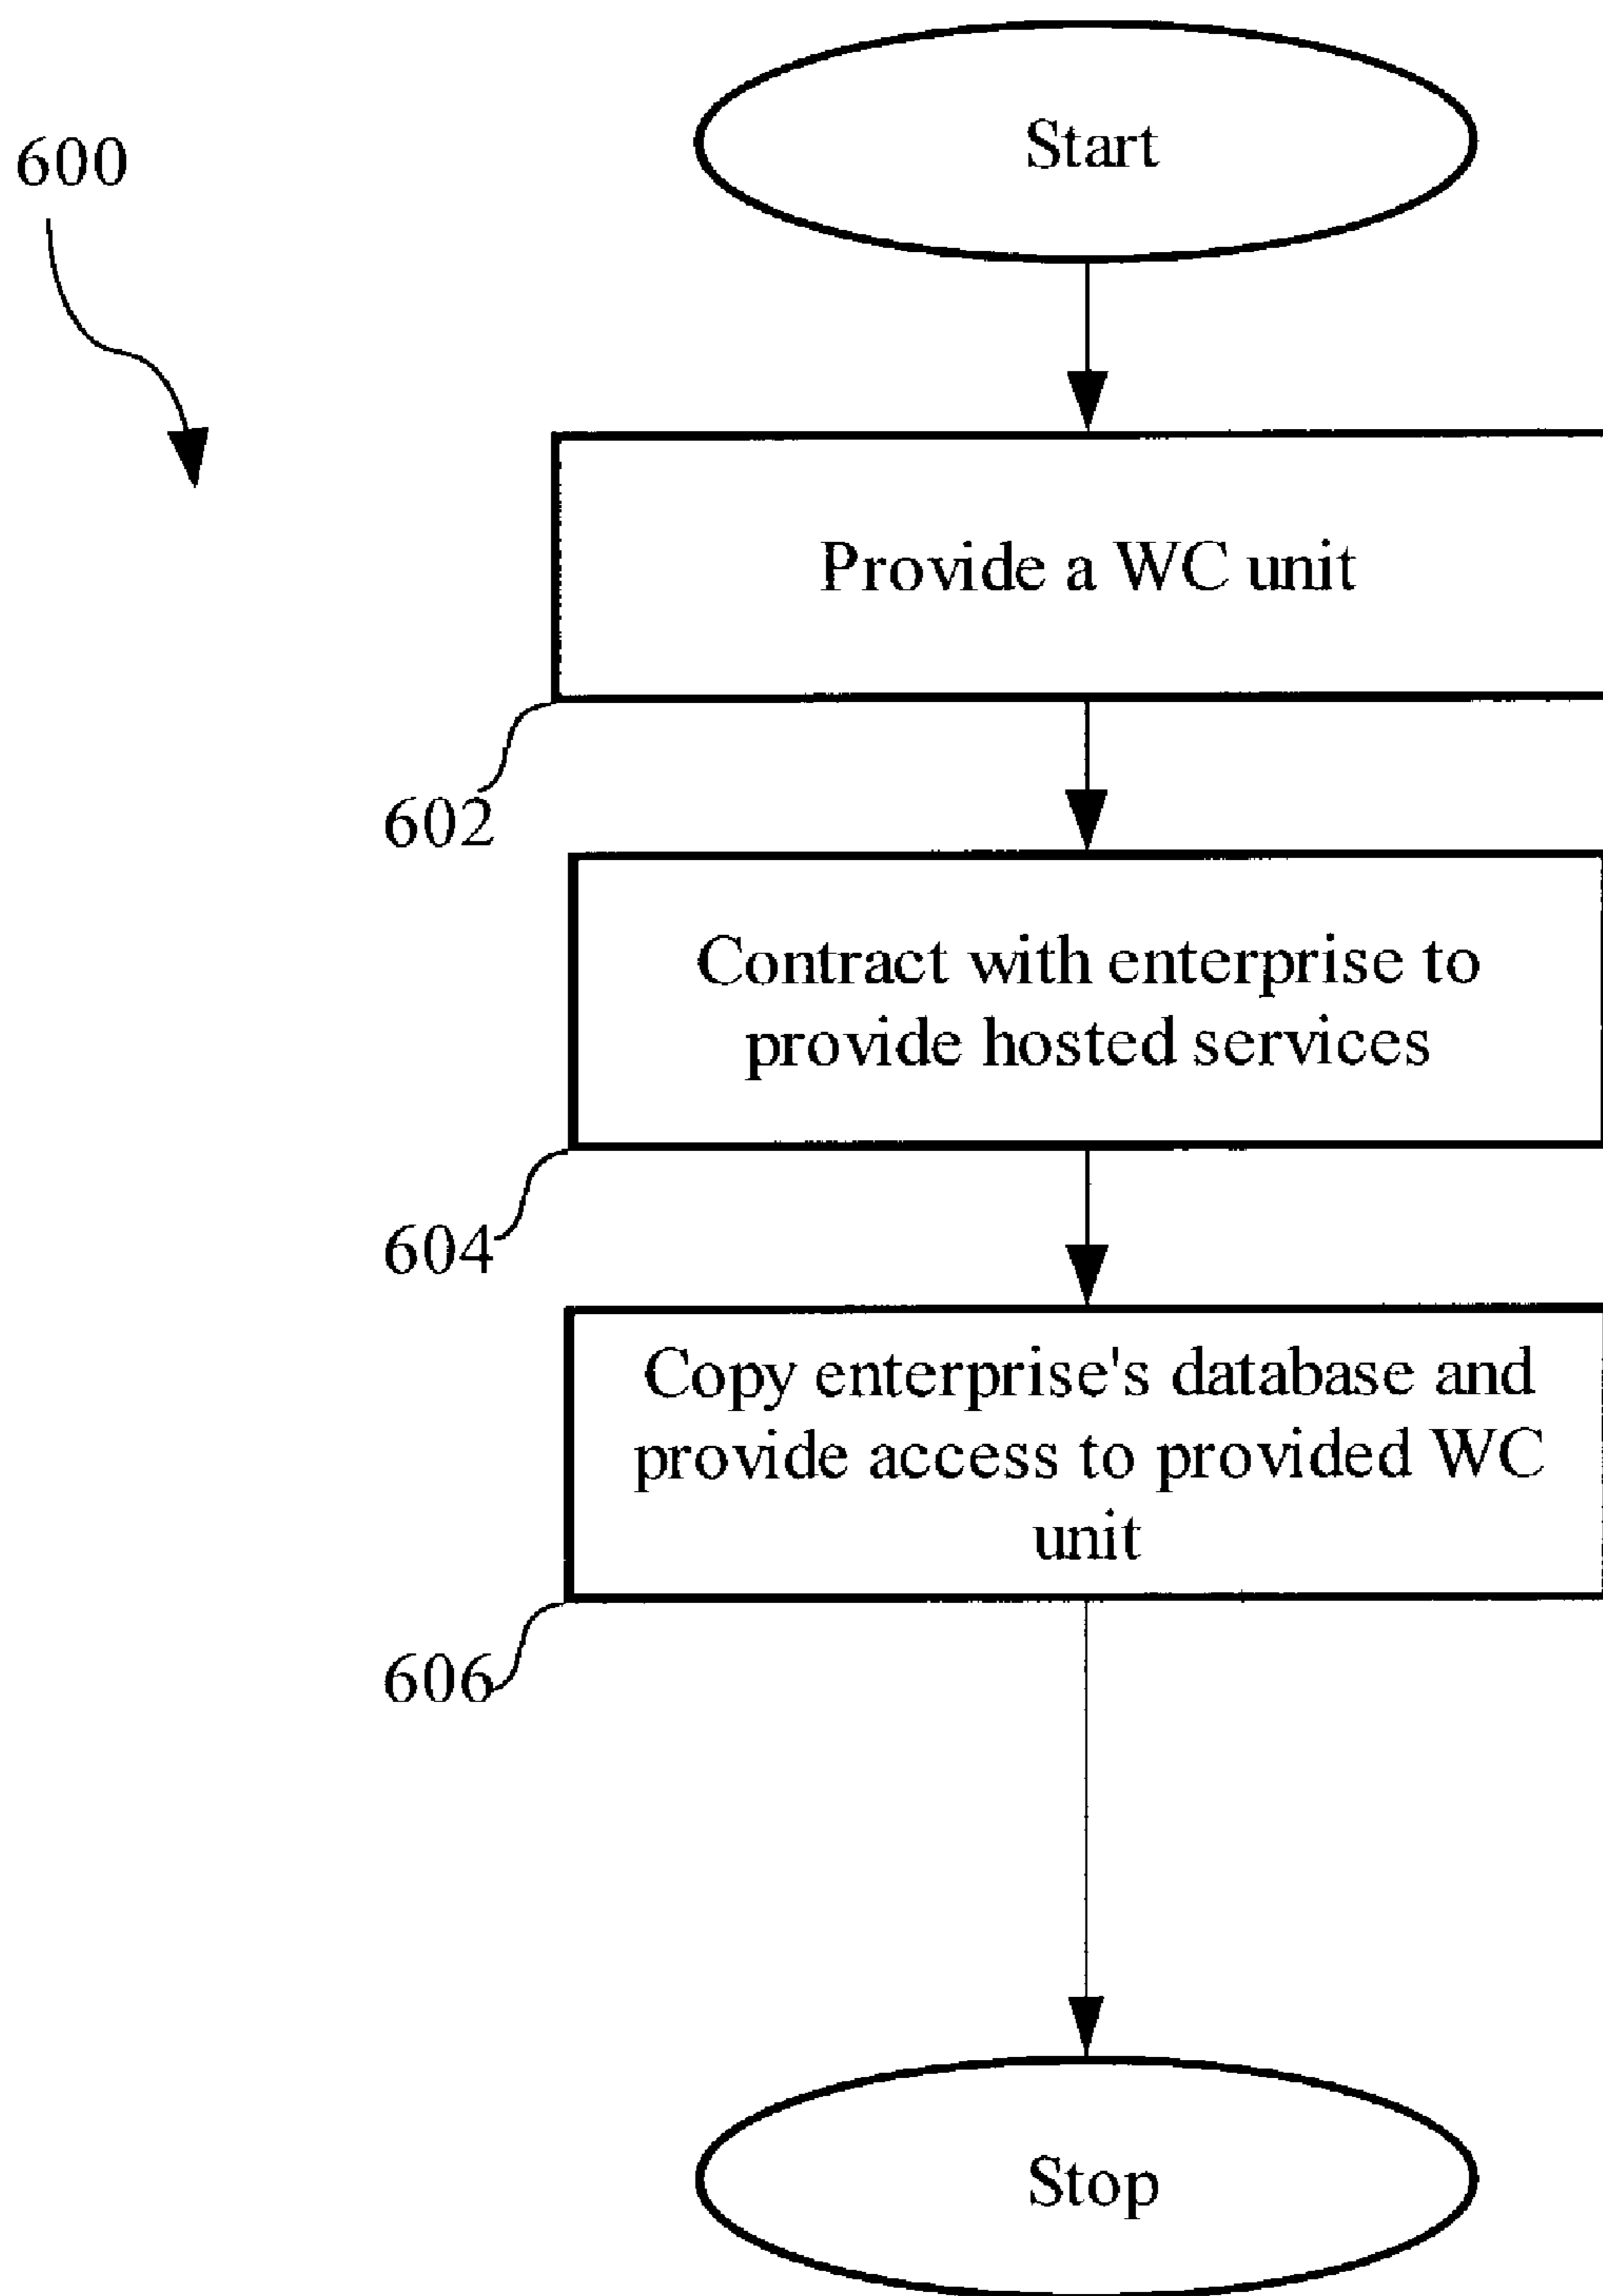 Start
600
Provide a WC unit
602
Contract with enterprise to
provide hosted services
604
Copy enterprise's database and
provide access to provided WC
unit
606
Stop